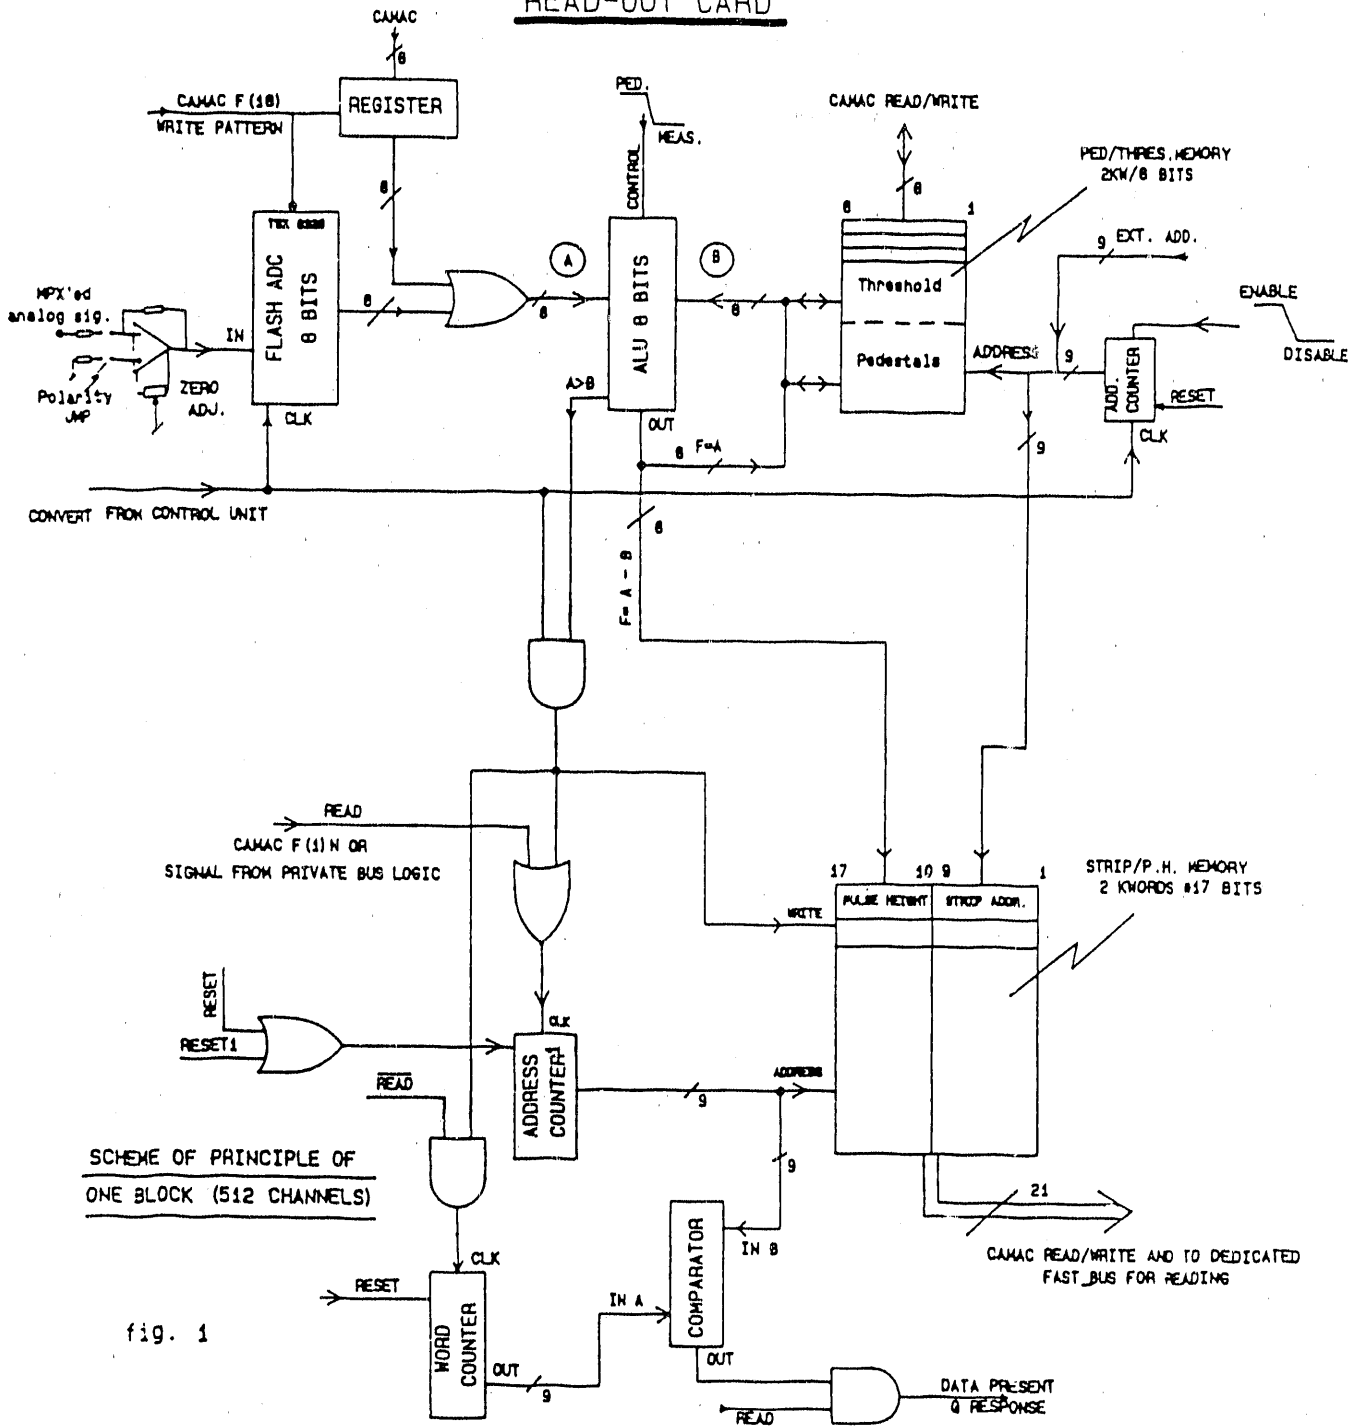 READ-OUT CARD
CAMAC
8
CAMAC F(18)
WRITE PATTERN
REGISTER
8
PED.
MEAS.
CONTROL
CAMAC READ/WRITE
8
8
1
PED/THRES.MEMORY
2KW/8 BITS
9 EXT. ADD.
ENABLE
DISABLE
FLASH ADC
8 BITS
MPX'ed
analog sig.
IN
Polarity
JMP
ZERO
ADJ.
CLK
8
A
8
ALU 8 BITS
B
8
Threshold
Pedestals
ADDRESS
9
ADD.
COUNTER
RESET
CLK
9
A>B
OUT
8 F=A
CONVERT FROM CONTROL UNIT
8
F= A - B
READ
CAMAC F(1)N OR
SIGNAL FROM PRIVATE BUS LOGIC
17
10
9
1
PULSE HEIGHT
STRIP ADDR.
WRITE
STRIP/P.H. MEMORY
2 KWORDS *17 BITS
RESET
RESET1
CLK
ADDRESS
COUNTER1
9
ADDRESS
READ
9
SCHEME OF PRINCIPLE OF
ONE BLOCK (512 CHANNELS)
21
CAMAC READ/WRITE AND TO DEDICATED
FAST_BUS FOR READING
CLK
RESET
WORD
COUNTER
OUT
9
IN A
IN B
COMPARATOR
OUT
fig. 1
READ
DATA PRESENT
Q RESPONSE